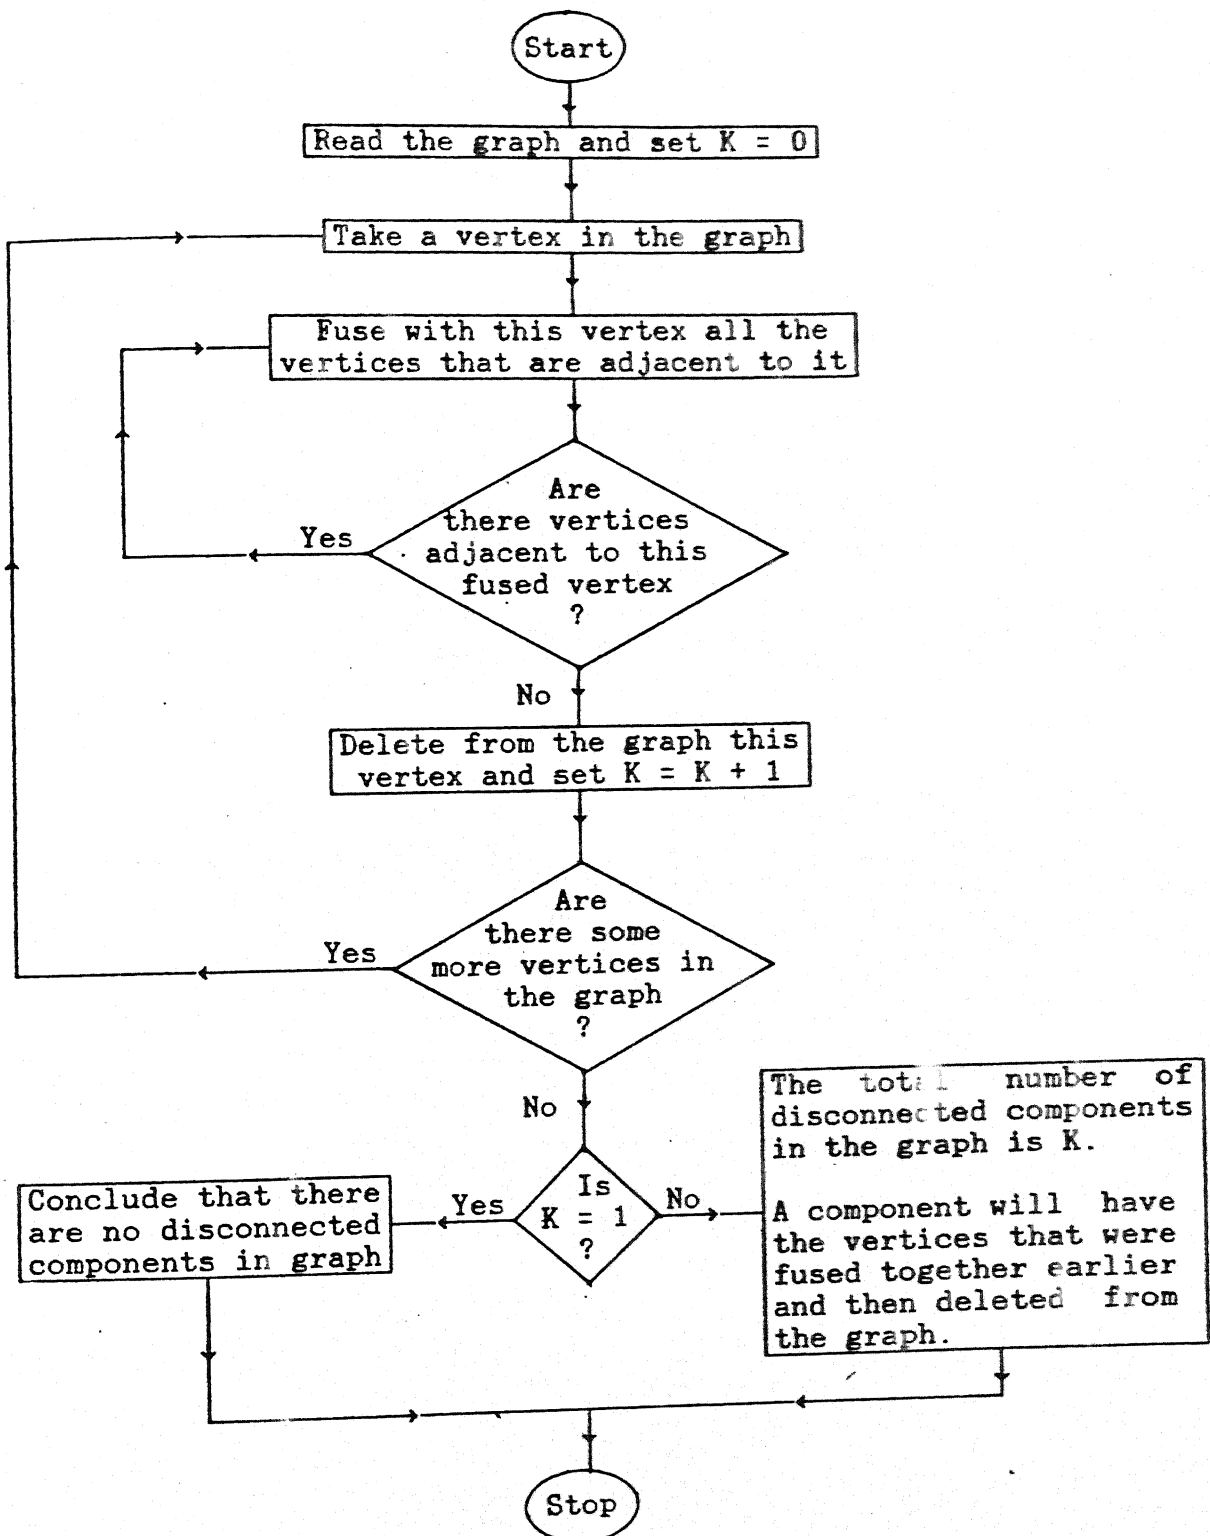 Start
Read the graph and set K = 0
Take a vertex in the graph
Fuse with this vertex all the
vertices that are adjacent to it
Are
there vertices
adjacent to this
fused vertex
?
Yes
No
Delete from the graph this
vertex and set K = K + 1
Are
there some
more vertices in
the graph
?
Yes
No
Is
K = 1
?
Yes
No
Conclude that there
are no disconnected
components in graph
The total number of
disconnected components
in the graph is K.
A component will have
the vertices that were
fused together earlier
and then deleted from
the graph.
Stop